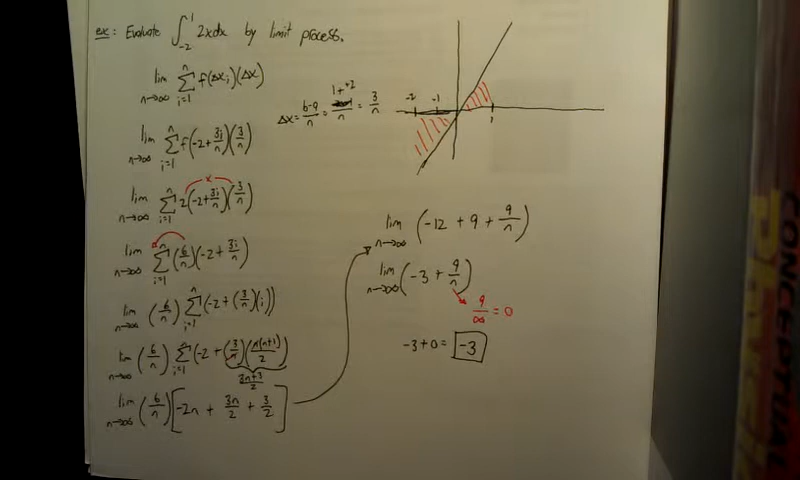 ex: Evaluate ∫_{-2}^{1} 2xdx by limit process.
lim_{n→∞} Σ_{i=1}^{n} f(Δx_i)(Δx)
Δx = (b-a)/n = (1+2)/n = 3/n
-2 -1 1
lim_{n→∞} Σ_{i=1}^{n} f(-2+3i/n)(3/n)
lim_{n→∞} Σ_{i=1}^{n} 2(-2+3i/n)(3/n)
x
lim_{n→∞} Σ_{i=1}^{n} (6/n)(-2+3i/n)
lim_{n→∞} (6/n) Σ_{i=1}^{n} (-2+(3/n)(i))
lim_{n→∞} (6/n) Σ_{i=1}^{n} (-2+(3/n)(n(n+1)/2))
(3n+3)/2
lim_{n→∞} (6/n)[-2n + 3n/2 + 3/2]
lim_{n→∞} (-12 + 9 + 9/n)
lim_{n→∞} (-3 + 9/n)
9/∞ = 0
-3+0 = -3
CONCEPTUAL